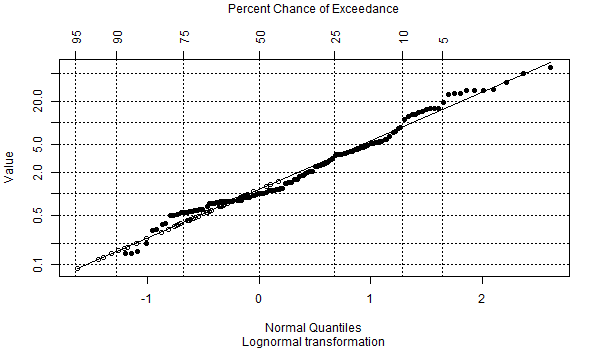 Percent Chance of Exceedance
95 90 75 50 25 10 5
Value
20.0
5.0
2.0
0.5
0.1
-1 0 1 2
Normal Quantiles
Lognormal transformation